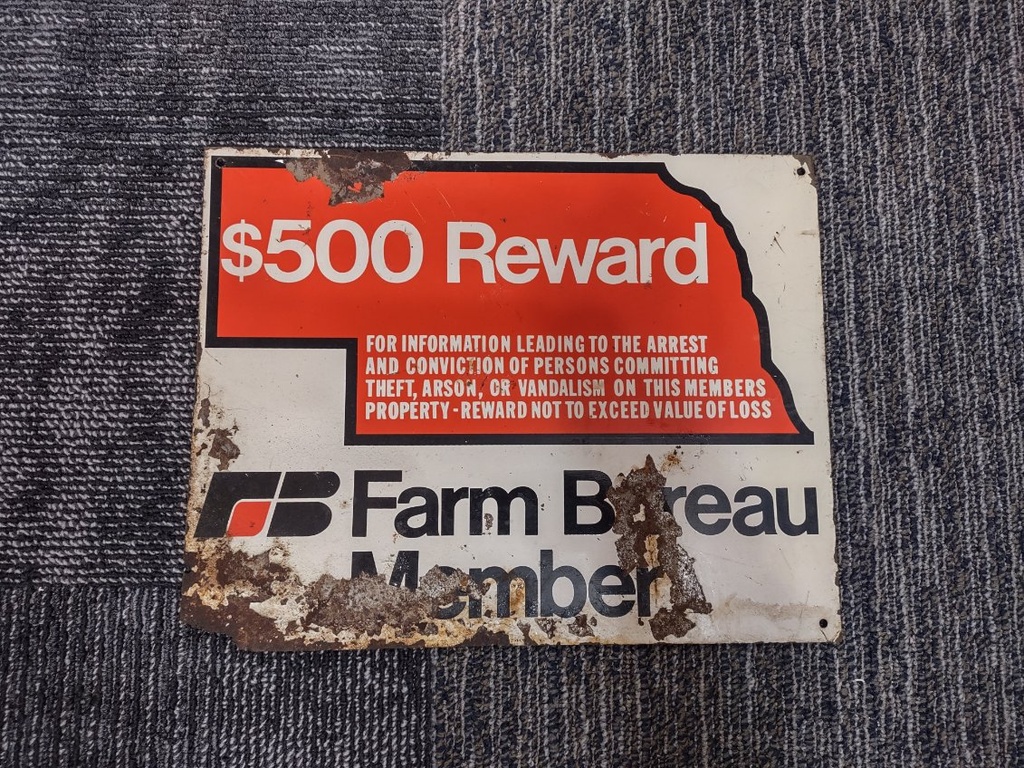 $500 Reward
FOR INFORMATION LEADING TO THE ARREST
AND CONVICTION OF PERSONS COMMITTING
THEFT, ARSON, OR VANDALISM ON THIS MEMBERS
PROPERTY - REWARD NOT TO EXCEED VALUE OF LOSS
FB Farm Bureau
Member